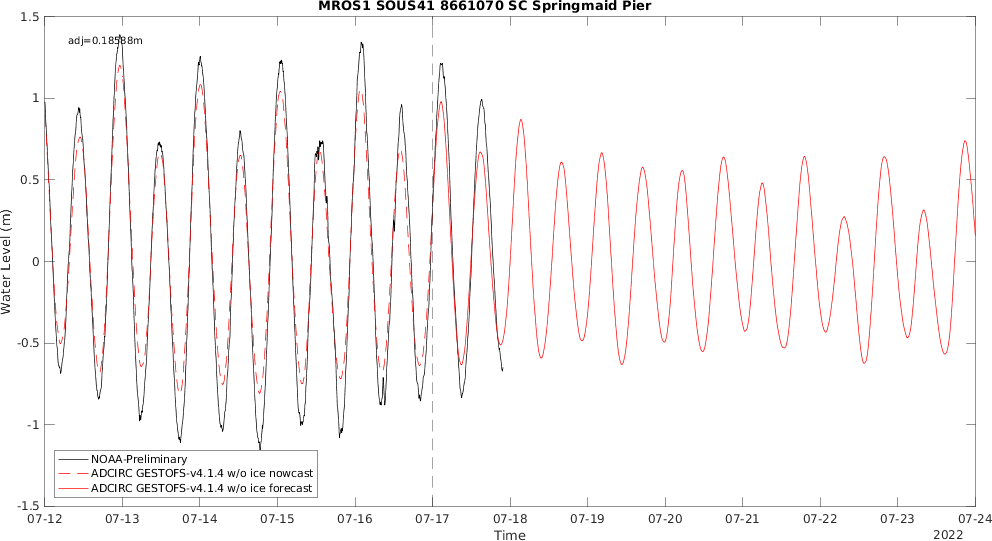 MROS1 SOUS41 8661070 SC Springmaid Pier
adj=0.18588m
1.5
1
0.5
0
-0.5
-1
-1.5
Water Level (m)
NOAA-Preliminary
ADCIRC GESTOFS-v4.1.4 w/o ice nowcast
ADCIRC GESTOFS-v4.1.4 w/o ice forecast
07-12 07-13 07-14 07-15 07-16 07-17 07-18 07-19 07-20 07-21 07-22 07-23 07-24
Time
2022